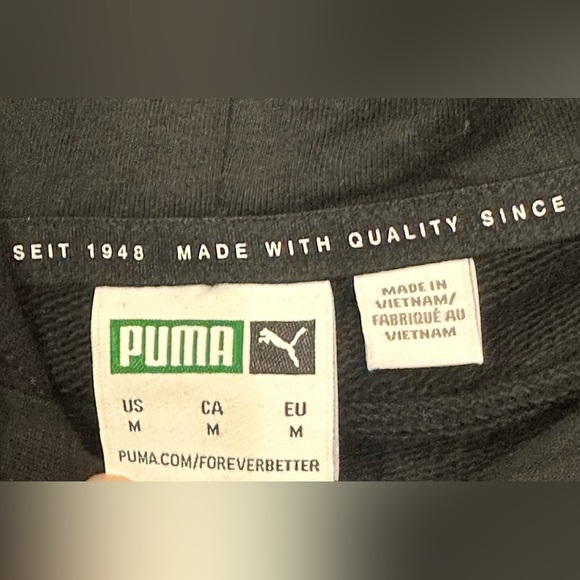 SEIT 1948 MADE WITH QUALITY SINCE
PUMA
US CA EU
M M M
PUMA.COM/FOREVERBETTER
MADE IN
VIETNAM/
FABRIQUÉ AU
VIETNAM